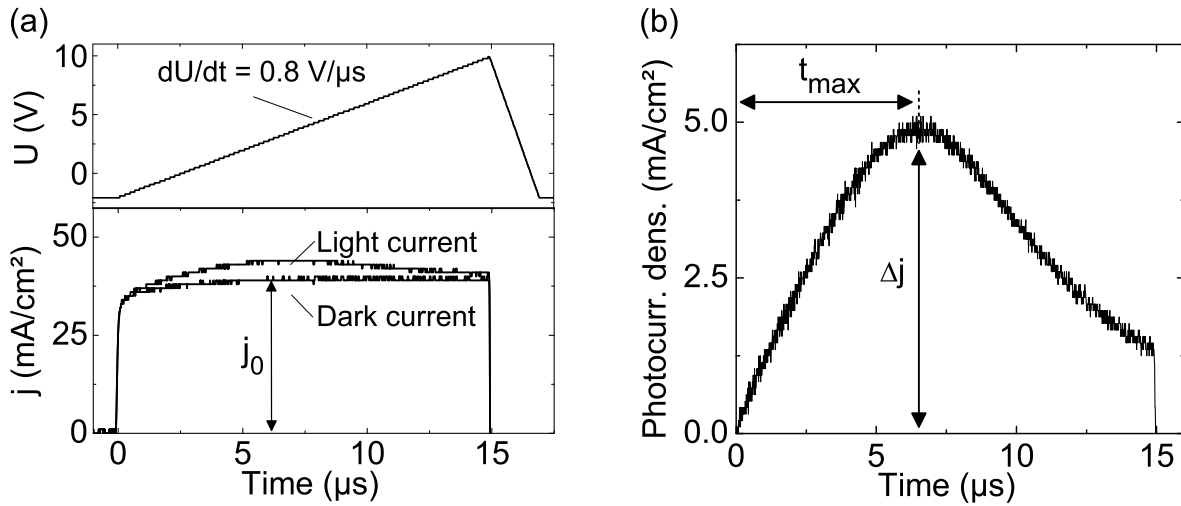 (a)
10
5
0
U (V)
dU/dt = 0.8 V/µs
50
25
0
j (mA/cm²)
Light current
Dark current
j₀
0 5 10 15
Time (µs)
(b)
5.0
2.5
0.0
Photocurr. dens. (mA/cm²)
tₘₐₓ
Δj
0 5 10 15
Time (µs)